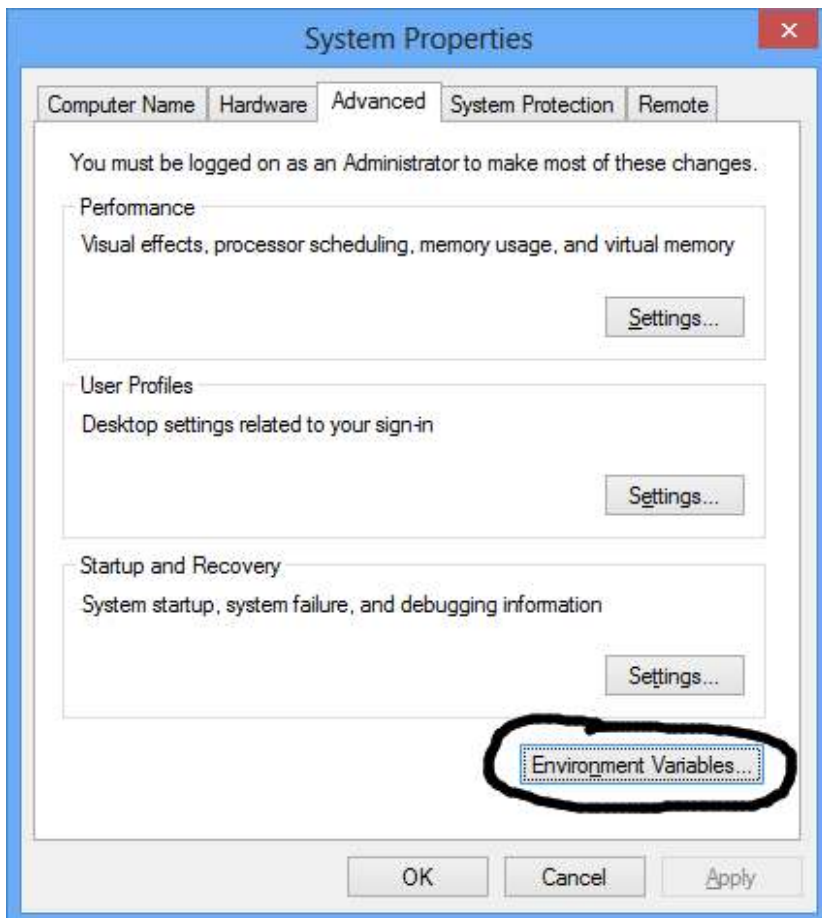 System Properties
Computer Name Hardware Advanced System Protection Remote
You must be logged on as an Administrator to make most of these changes.
Performance
Visual effects, processor scheduling, memory usage, and virtual memory
Settings...
User Profiles
Desktop settings related to your sign-in
Settings...
Startup and Recovery
System startup, system failure, and debugging information
Settings...
Environment Variables...
OK Cancel Apply